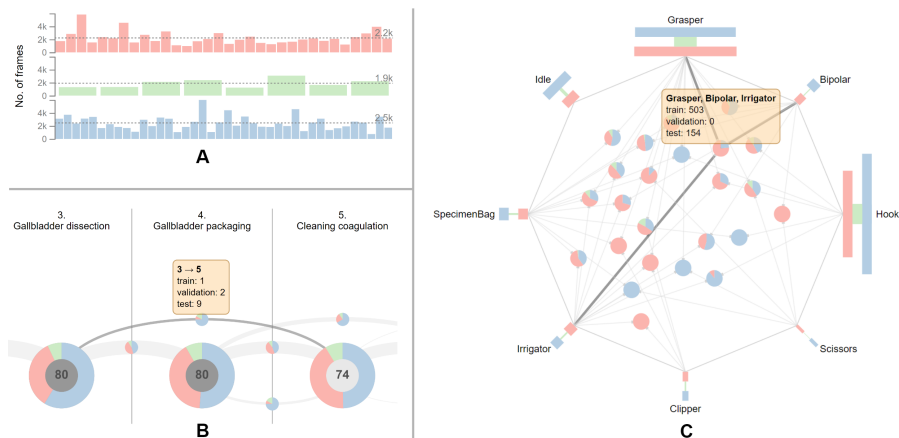 No. of frames
4k
2k
0
2.2k
4k
2k
0
1.9k
4k
2k
0
2.5k
A
3.
Gallbladder dissection
4.
Gallbladder packaging
5.
Cleaning coagulation
3 → 5
train: 1
validation: 2
test: 9
80
80
74
B
Grasper
Idle
Bipolar
Grasper, Bipolar, Irrigator
train: 503
validation: 0
test: 154
SpecimenBag
Hook
Irrigator
Scissors
Clipper
C